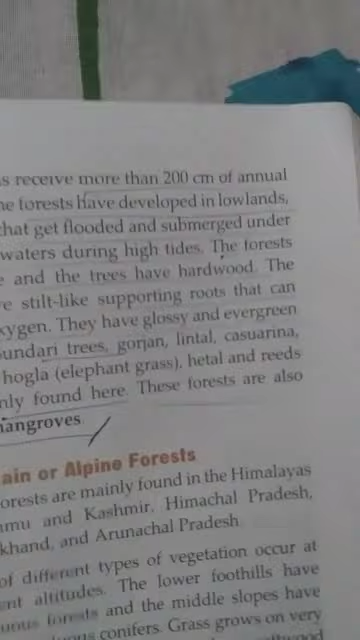 s receive more than 200 cm of annual
e forests have developed in lowlands,
that get flooded and submerged under
waters during high tides. The forests
e and the trees have hardwood. The
e stilt-like supporting roots that can
xygen. They have glossy and evergreen
undari trees, gorjan, lintal, casuarina,
hogla (elephant grass), hetal and reeds
nly found here. These forests are also
mangroves.
ain or Alpine Forests
orests are mainly found in the Himalayas
mmu and Kashmir, Himachal Pradesh,
khand, and Arunachal Pradesh
of different types of vegetation occur at
ent altitudes. The lower foothills have
uous forests and the middle slopes have
conifers. Grass grows on very